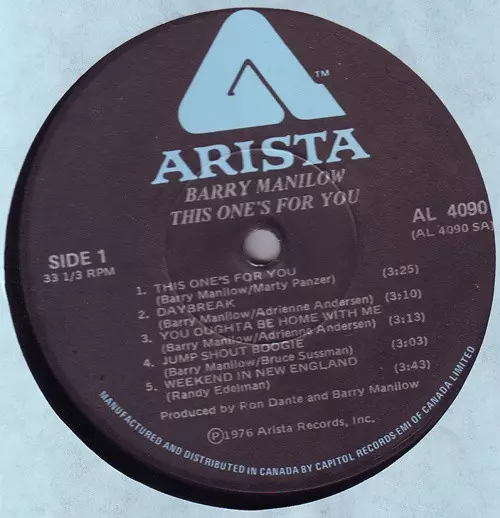 TM
ARISTA
BARRY MANILOW
THIS ONE'S FOR YOU
SIDE 1
33 1/3 RPM
AL 4090
(AL 4090 SA)
1. THIS ONE'S FOR YOU
(Barry Manilow/Marty Panzer) (3:25)
2. DAYBREAK
(Barry Manilow/Adrienne Andersen) (3:10)
3. YOU OUGHTA BE HOME WITH ME
(Barry Manilow/Adrienne Andersen) (3:13)
4. JUMP SHOUT BOOGIE
(Barry Manilow/Bruce Sussman) (3:03)
5. WEEKEND IN NEW ENGLAND
(Randy Edelman) (3:43)
Produced by Ron Dante and Barry Manilow
Ⓟ1976 Arista Records, Inc.
MANUFACTURED AND DISTRIBUTED IN CANADA BY CAPITOL RECORDS-EMI OF CANADA LIMITED